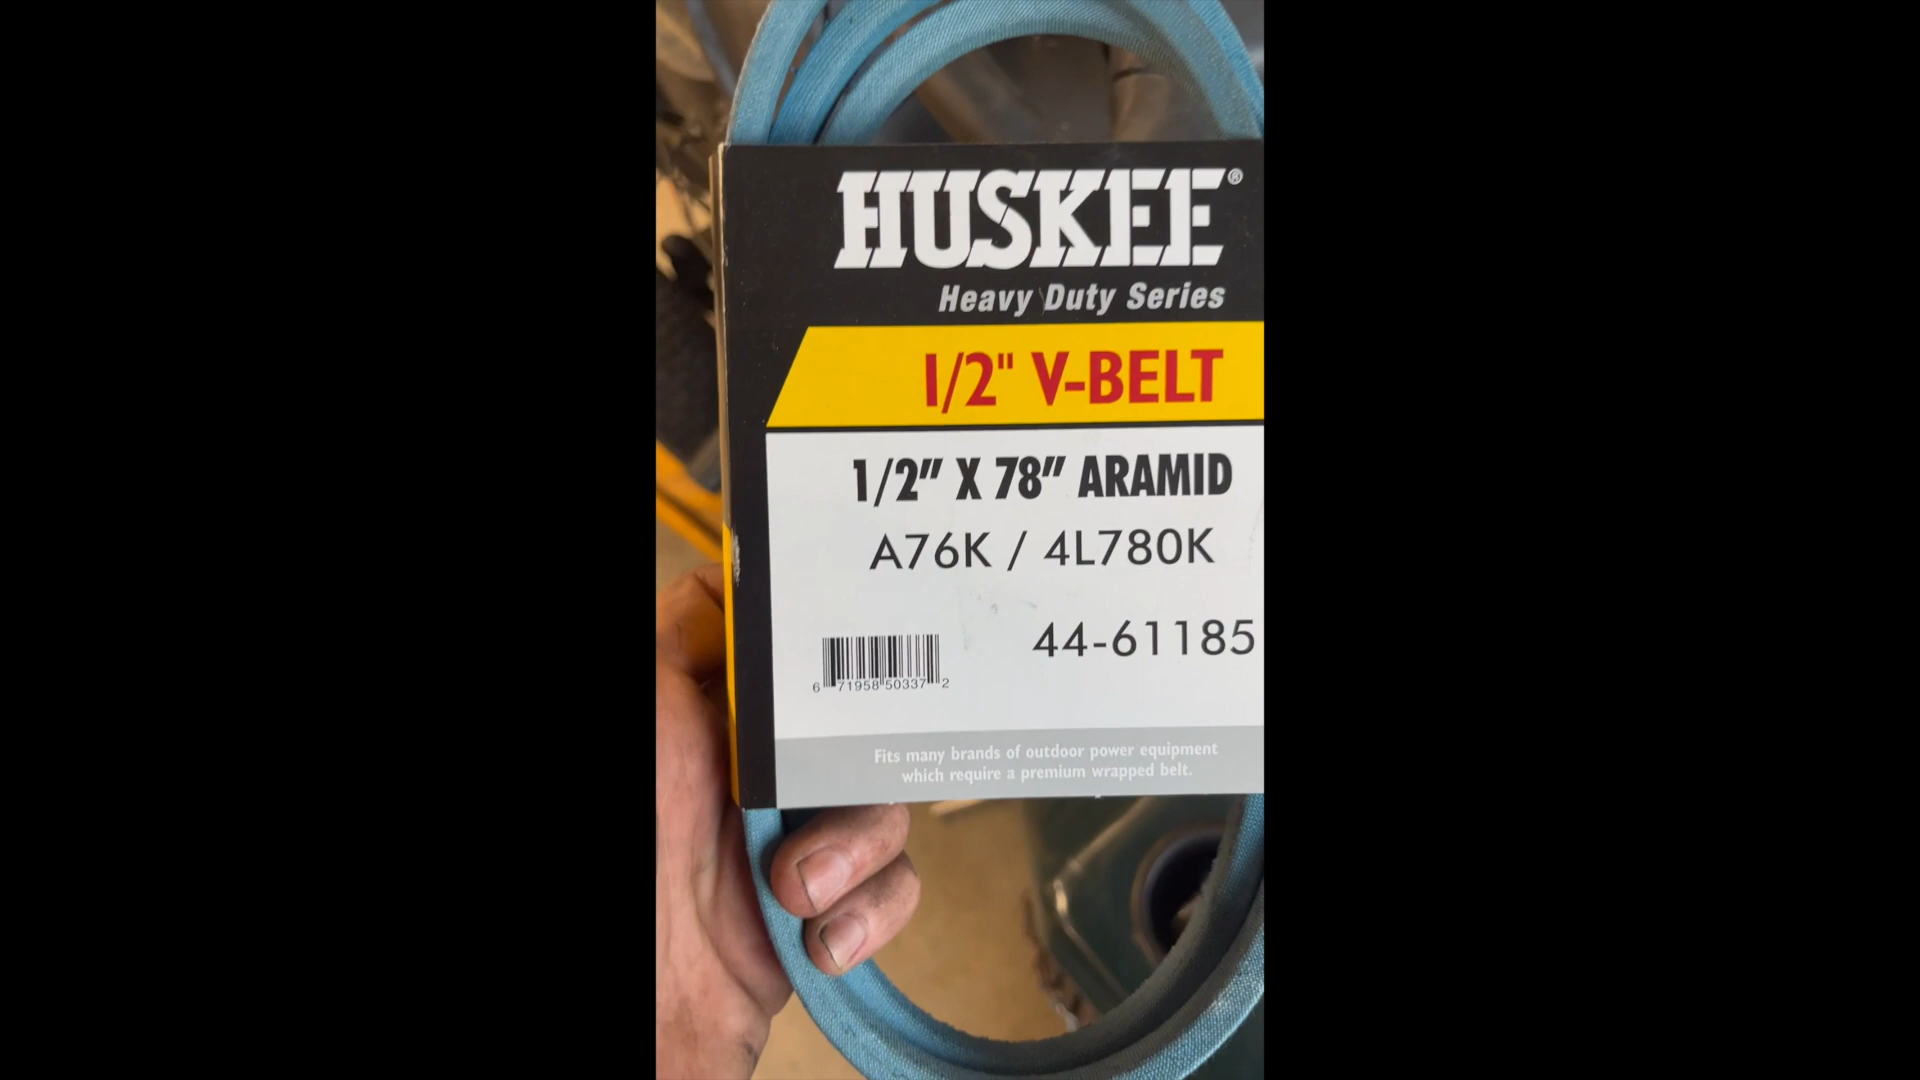 HUSKEE®
Heavy Duty Series
1/2" V-BELT
1/2" X 78" ARAMID
A76K / 4L780K
44-61185
6 71958 50337 2
Fits many brands of outdoor power equipment
which require a premium wrapped belt.